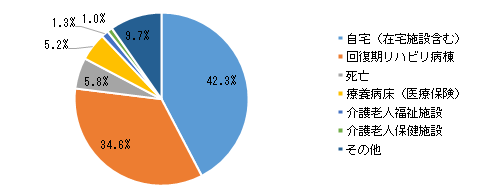 1.3%
1.0%
9.7%
5.2%
5.8%
42.3%
34.6%
自宅（在宅施設含む）
回復期リハビリ病棟
死亡
療養病床（医療保険）
介護老人福祉施設
介護老人保健施設
その他